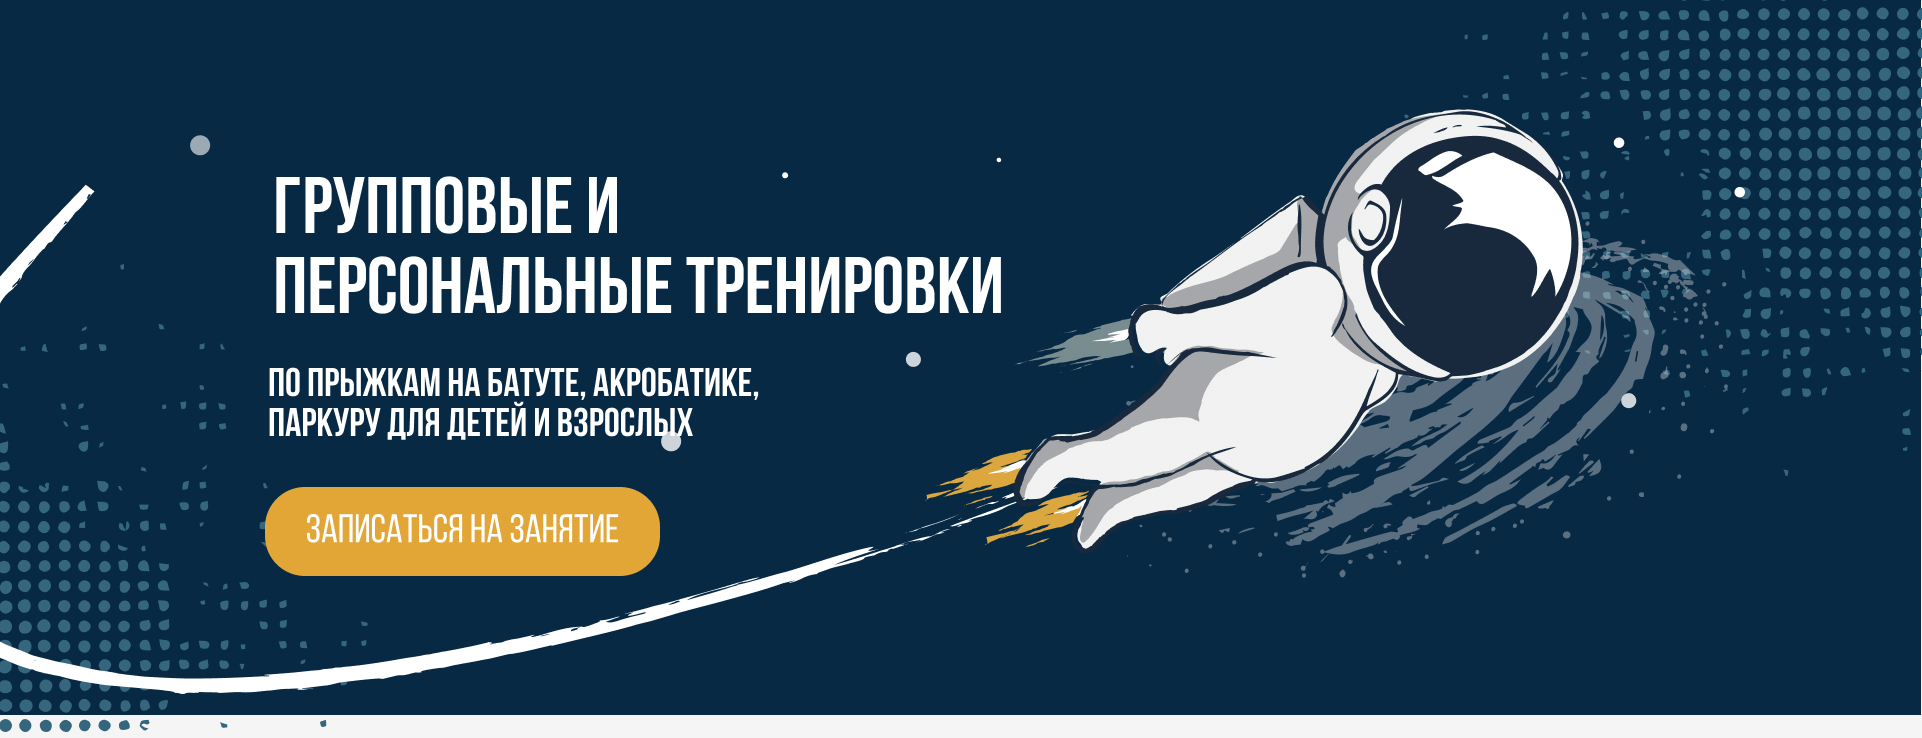 ГРУППОВЫЕ И
ПЕРСОНАЛЬНЫЕ ТРЕНИРОВКИ
ПО ПРЫЖКАМ НА БАТУТЕ, АКРОБАТИКЕ,
ПАРКУРУ ДЛЯ ДЕТЕЙ И ВЗРОСЛЫХ
ЗАПИСАТЬСЯ НА ЗАНЯТИЕ